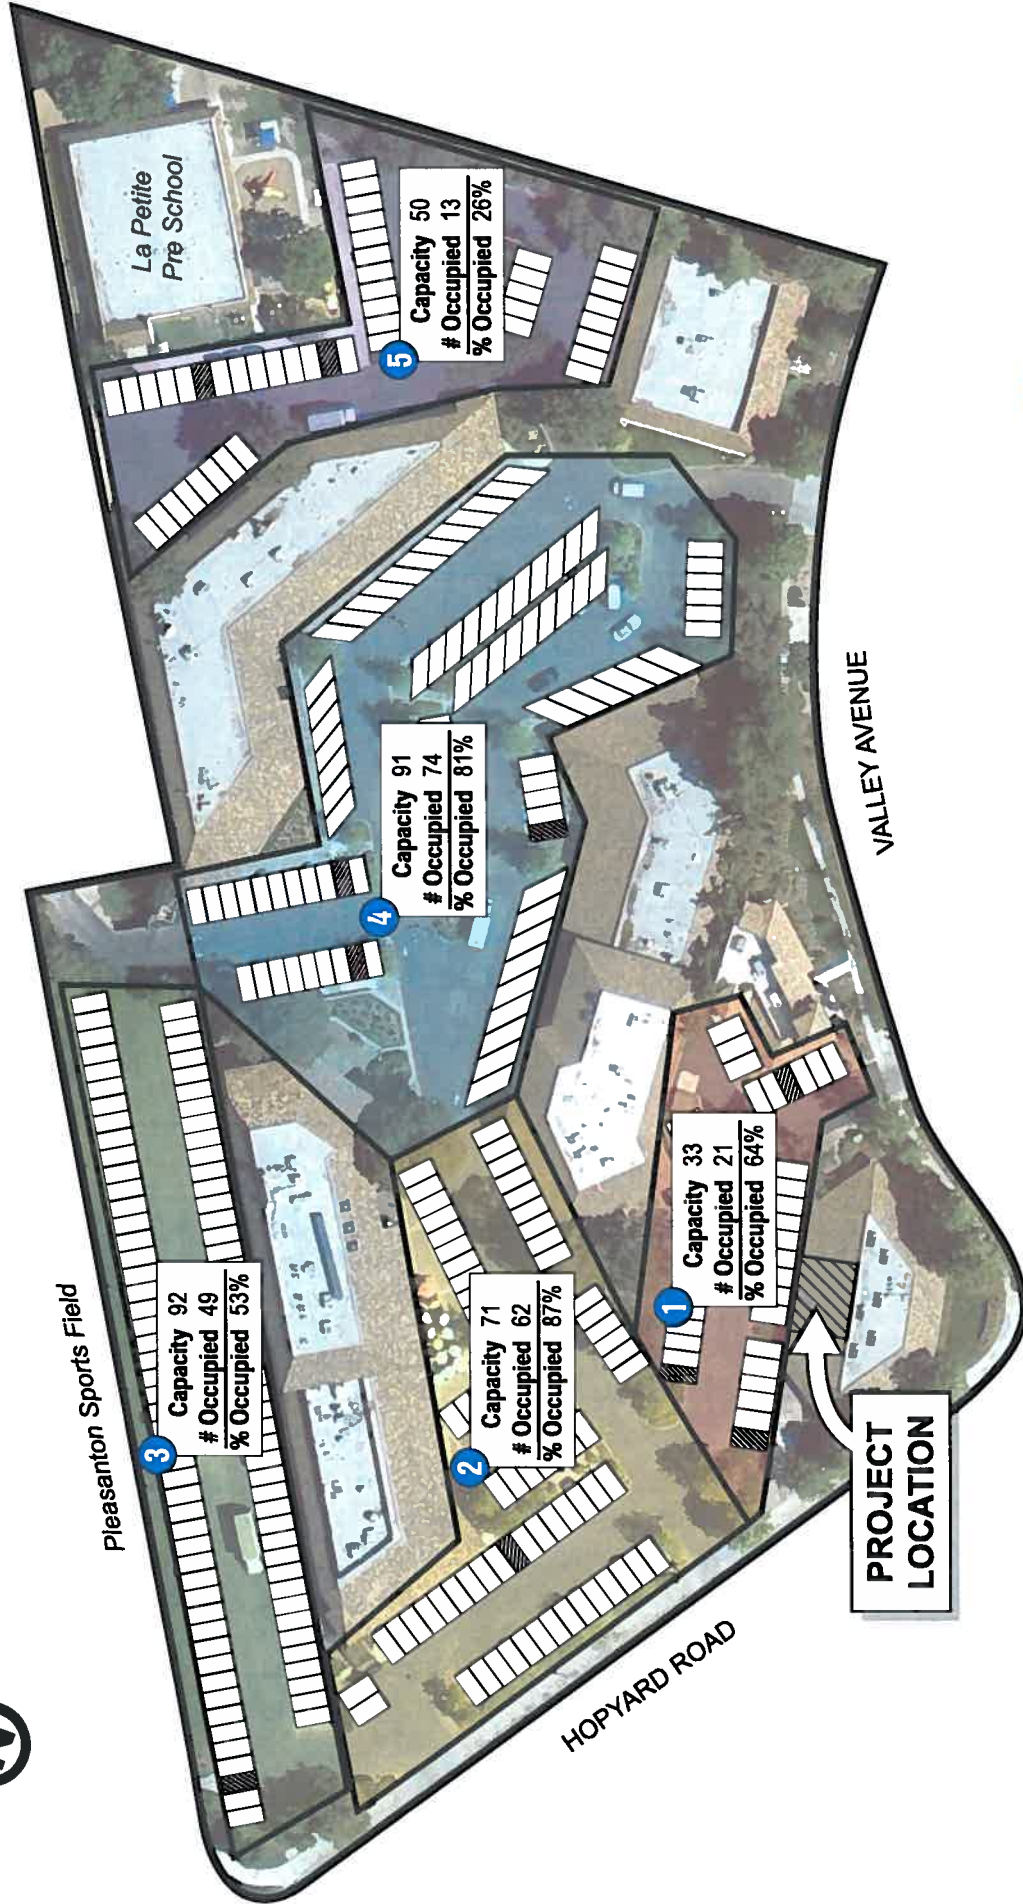 La Petite
Pre School
Capacity 50
# Occupied 13
% Occupied 26%
5
Capacity 91
# Occupied 74
% Occupied 81%
4
Pleasanton Sports Field
Capacity 92
# Occupied 49
% Occupied 53%
3
Capacity 71
# Occupied 62
% Occupied 87%
2
Capacity 33
# Occupied 21
% Occupied 64%
1
VALLEY AVENUE
HOPYARD ROAD
PROJECT
LOCATION